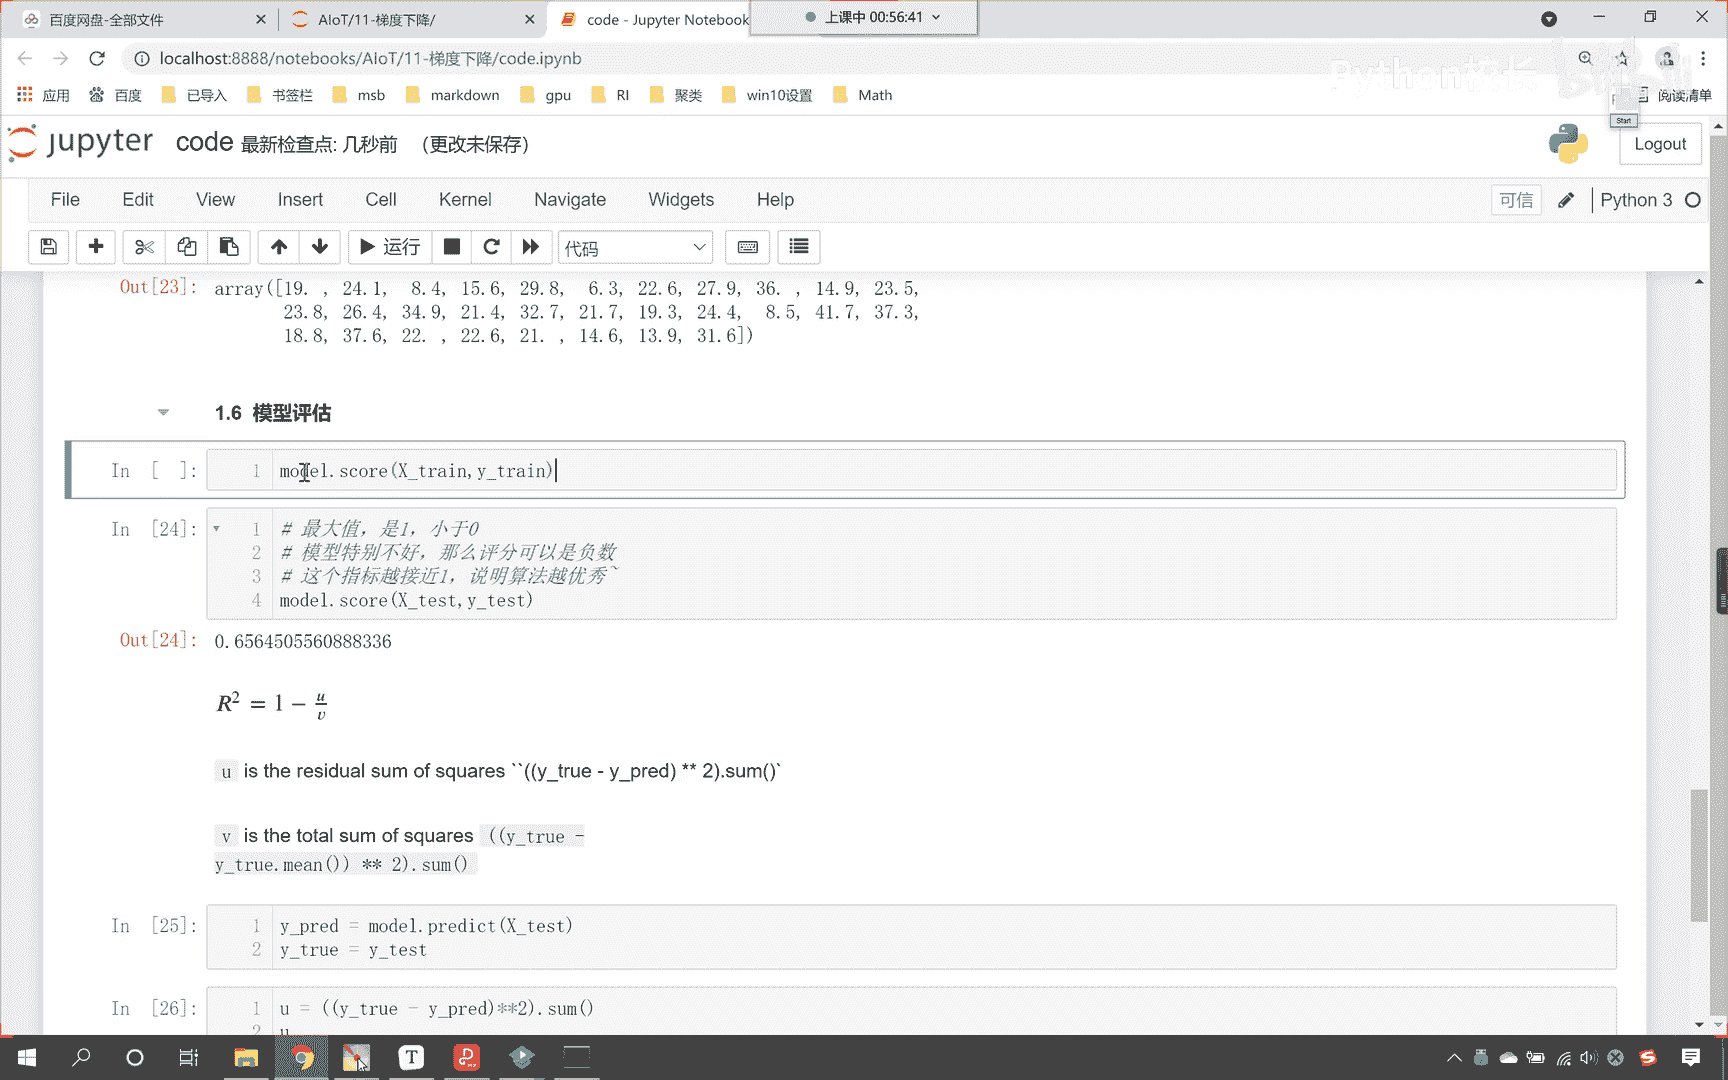 百度网盘-全部文件
AIoT/11-梯度下降/
code - Jupyter Notebook
上课中 00:56:41
localhost:8888/notebooks/AIoT/11-梯度下降/code.ipynb
Python校长
应用 百度 已导入 书签栏 msb markdown gpu RI 聚类 win10设置 Math 阅读清单
Start
jupyter code 最新检查点: 几秒前 (更改未保存)
Logout
File Edit View Insert Cell Kernel Navigate Widgets Help 可信 Python 3
运行 代码
Out[23]: array([19. , 24.1, 8.4, 15.6, 29.8, 6.3, 22.6, 27.9, 36. , 14.9, 23.5,
23.8, 26.4, 34.9, 21.4, 32.7, 21.7, 19.3, 24.4, 8.5, 41.7, 37.3,
18.8, 37.6, 22. , 22.6, 21. , 14.6, 13.9, 31.6])
1.6 模型评估
In [ ]: 1 model.score(X_train,y_train)
In [24]: 1 # 最大值，是1，小于0
2 # 模型特别不好，那么评分可以是负数
3 # 这个指标越接近1，说明算法越优秀~
4 model.score(X_test,y_test)
Out[24]: 0.6564505560888336
R² = 1 − u/v
u is the residual sum of squares ``((y_true - y_pred) ** 2).sum()`
v is the total sum of squares ((y_true -
y_true.mean()) ** 2).sum()
In [25]: 1 y_pred = model.predict(X_test)
2 y_true = y_test
In [26]: 1 u = ((y_true - y_pred)**2).sum()
2 u